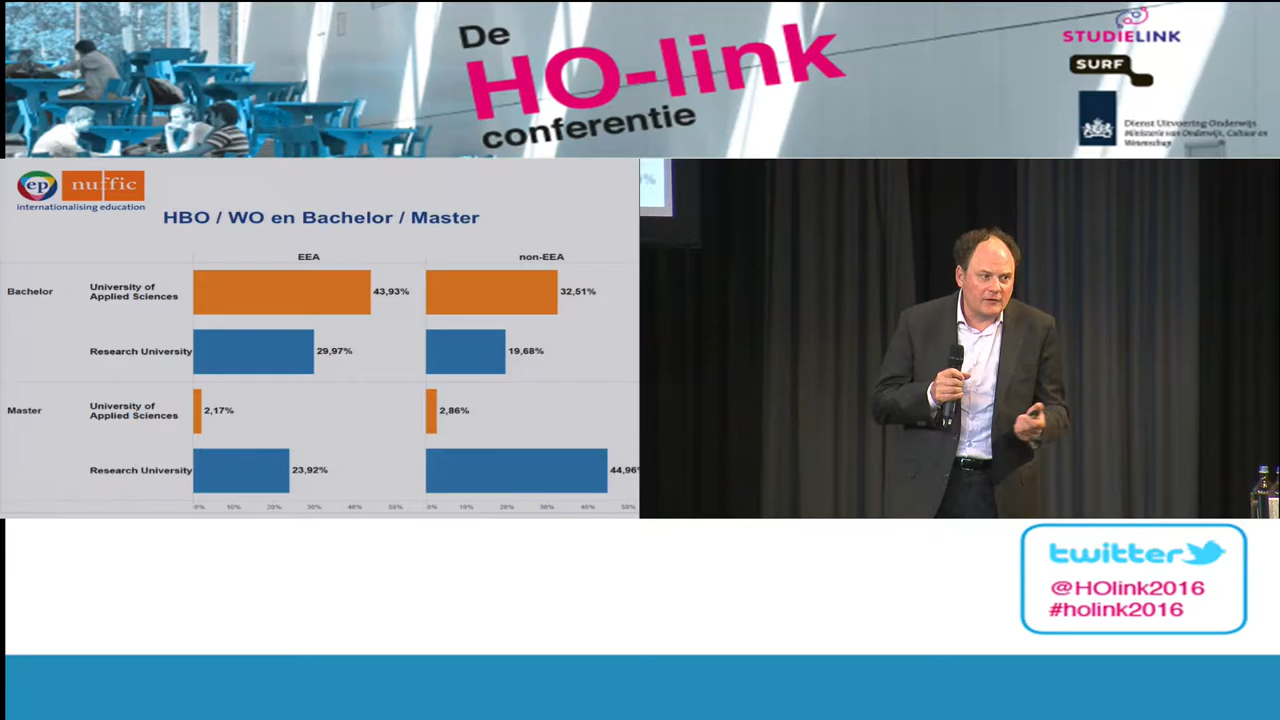 De
HO-link
conferentie
STUDIELINK
SURF
Dienst Uitvoering Onderwijs
Ministerie van Onderwijs, Cultuur en
Wetenschap
ep nuffic
internationalising education
HBO / WO en Bachelor / Master
EEA non-EEA
Bachelor University of Applied Sciences 43,93% 32,51%
Research University 29,97% 19,68%
Master University of Applied Sciences 2,17% 2,86%
Research University 23,92% 44,96%
0% 10% 20% 30% 40% 50% 0% 10% 20% 30% 40% 50%
twitter
@HOlink2016
#holink2016